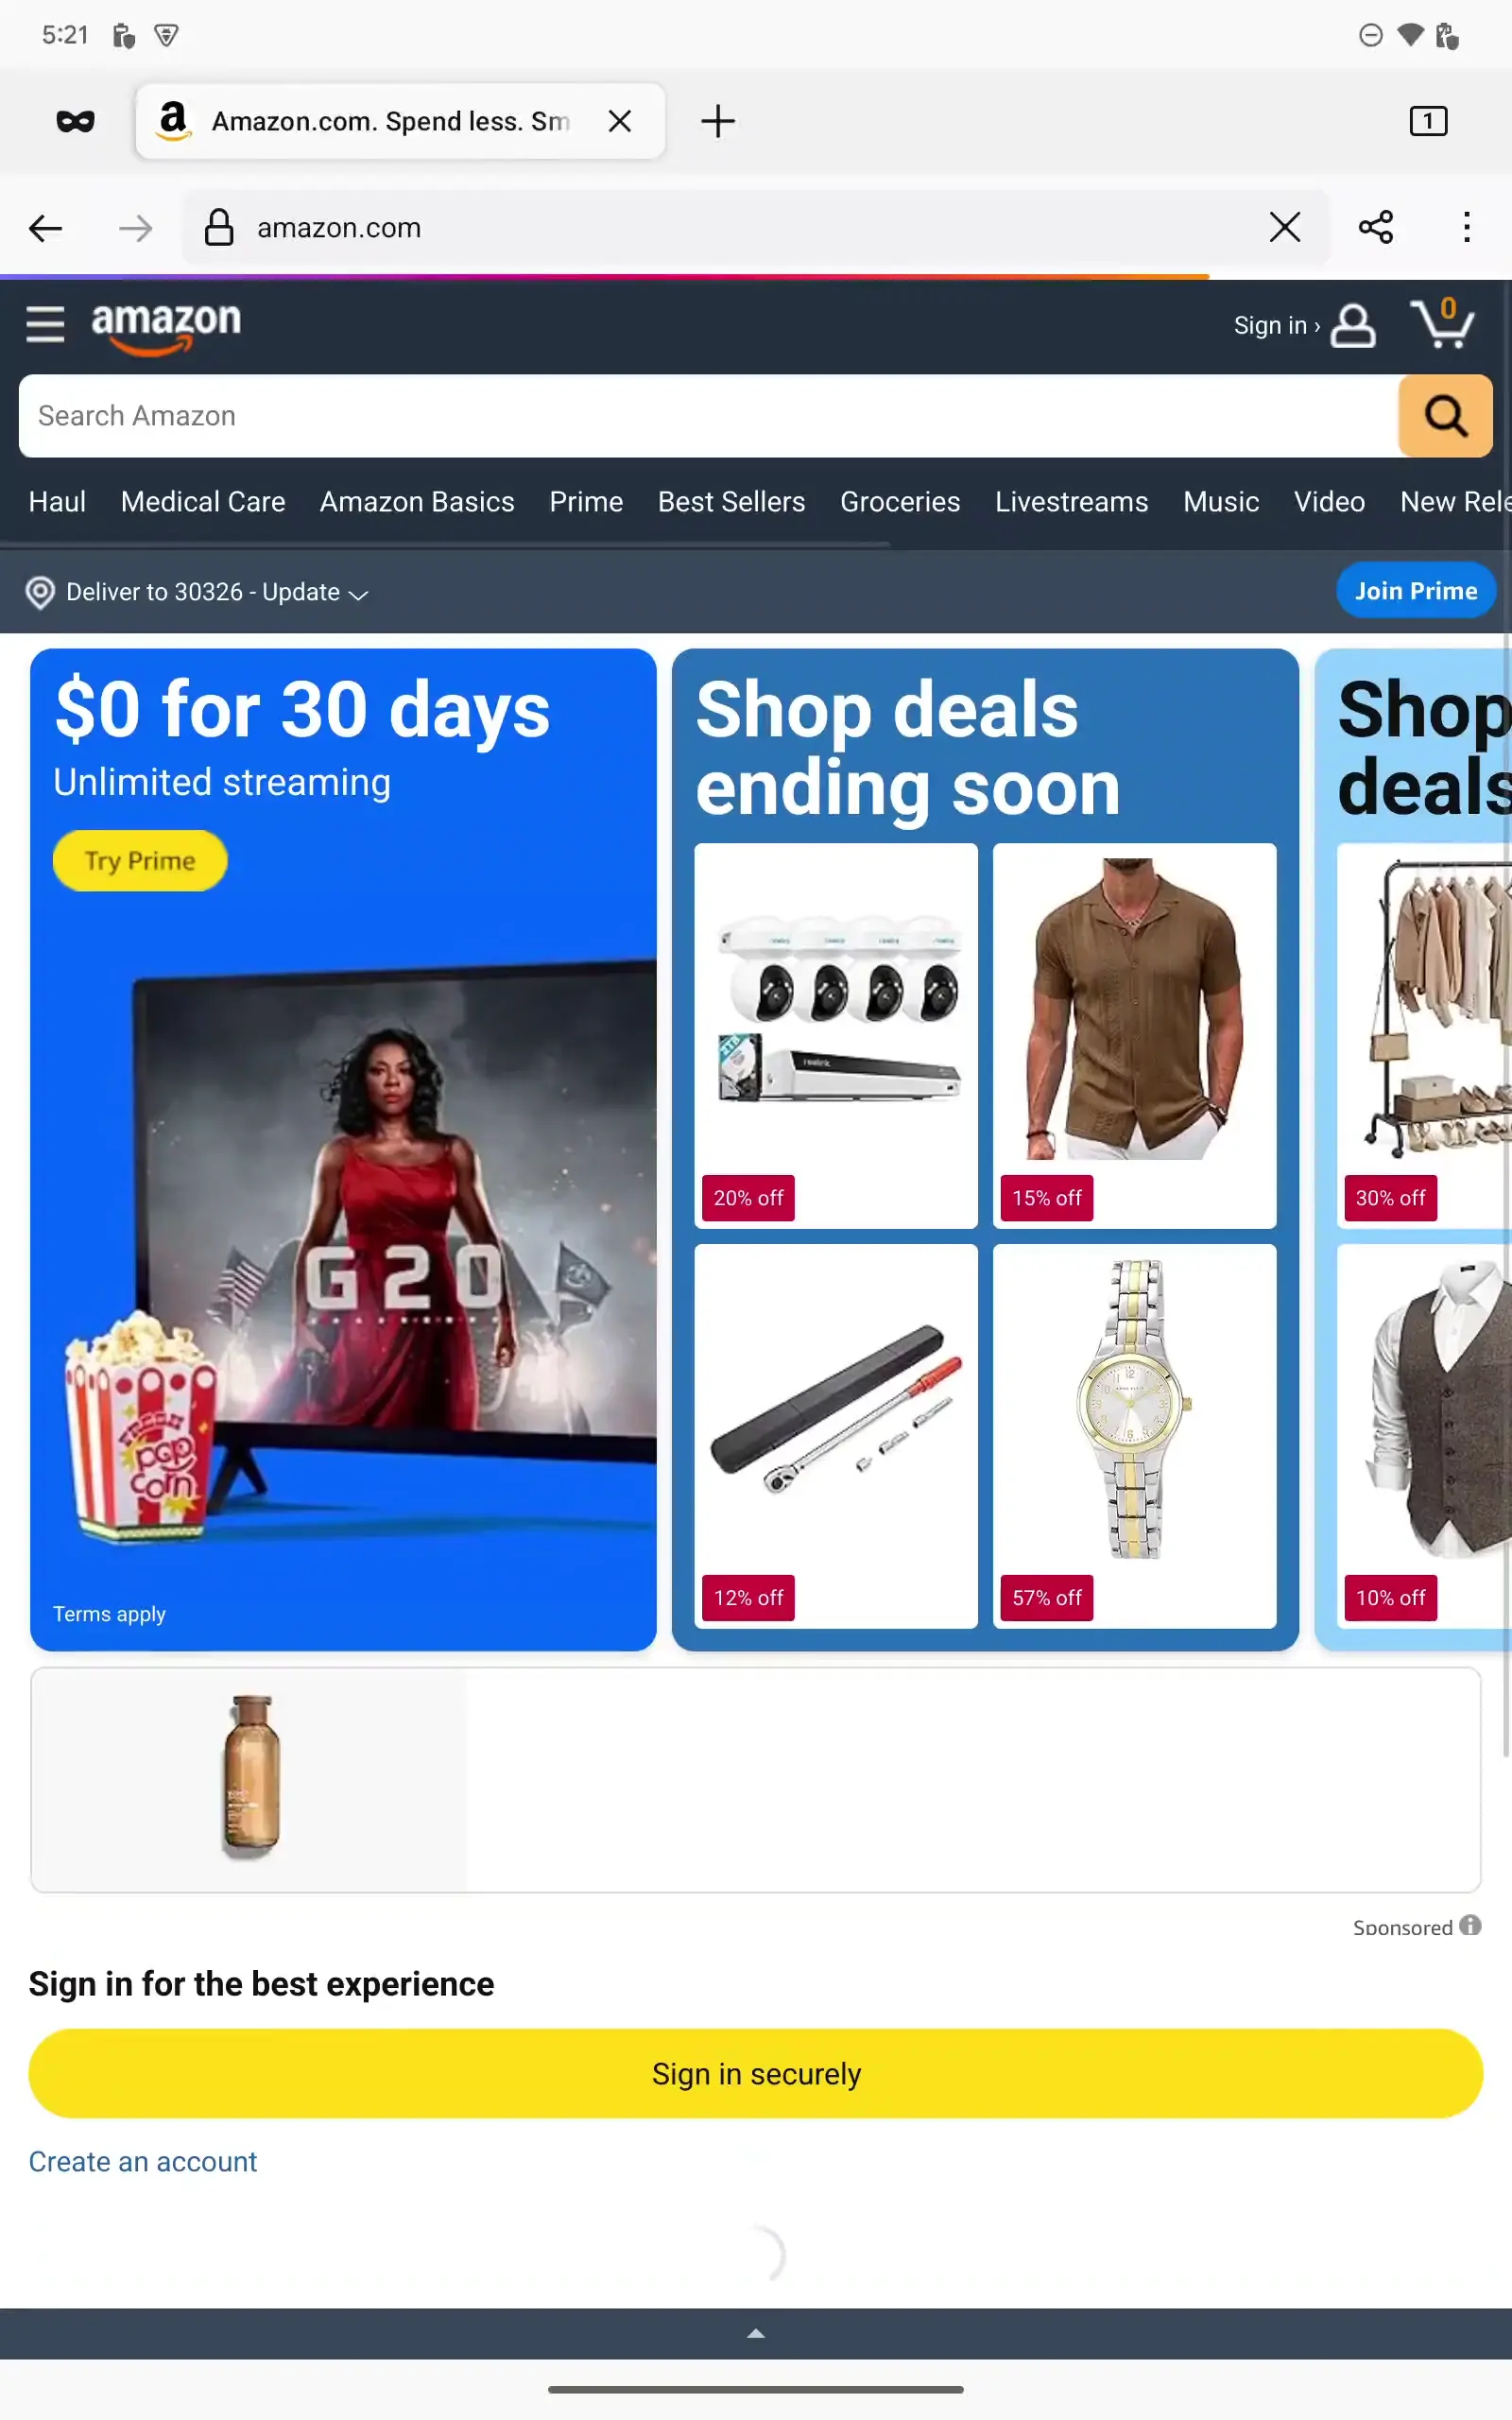 5:21
Amazon.com. Spend less. Sm
1
amazon.com
amazon
Sign in ›
0
Search Amazon
Haul Medical Care Amazon Basics Prime Best Sellers Groceries Livestreams Music Video New Rele
Deliver to 30326 - Update
Join Prime
$0 for 30 days
Unlimited streaming
Try Prime
G20
pop
corn
Terms apply
Shop deals
ending soon
20% off
15% off
12% off
57% off
Shop
deals
30% off
10% off
Sponsored
Sign in for the best experience
Sign in securely
Create an account